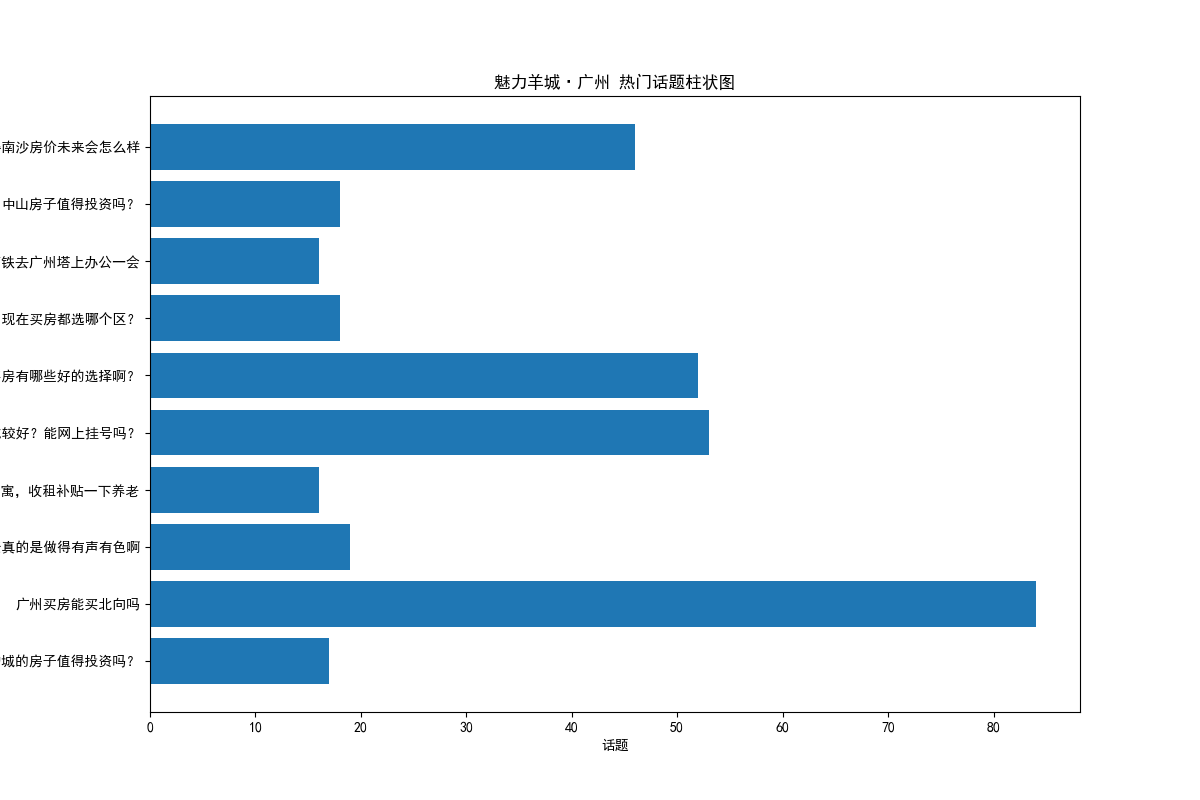 魅力羊城·广州 热门话题柱状图
南沙房价未来会怎么样
中山房子值得投资吗？
铁去广州塔上办公一会
现在买房都选哪个区？
房有哪些好的选择啊？
较好？能网上挂号吗？
寓，收租补贴一下养老
真的是做得有声有色啊
广州买房能买北向吗
城的房子值得投资吗？
0 10 20 30 40 50 60 70 80
话题